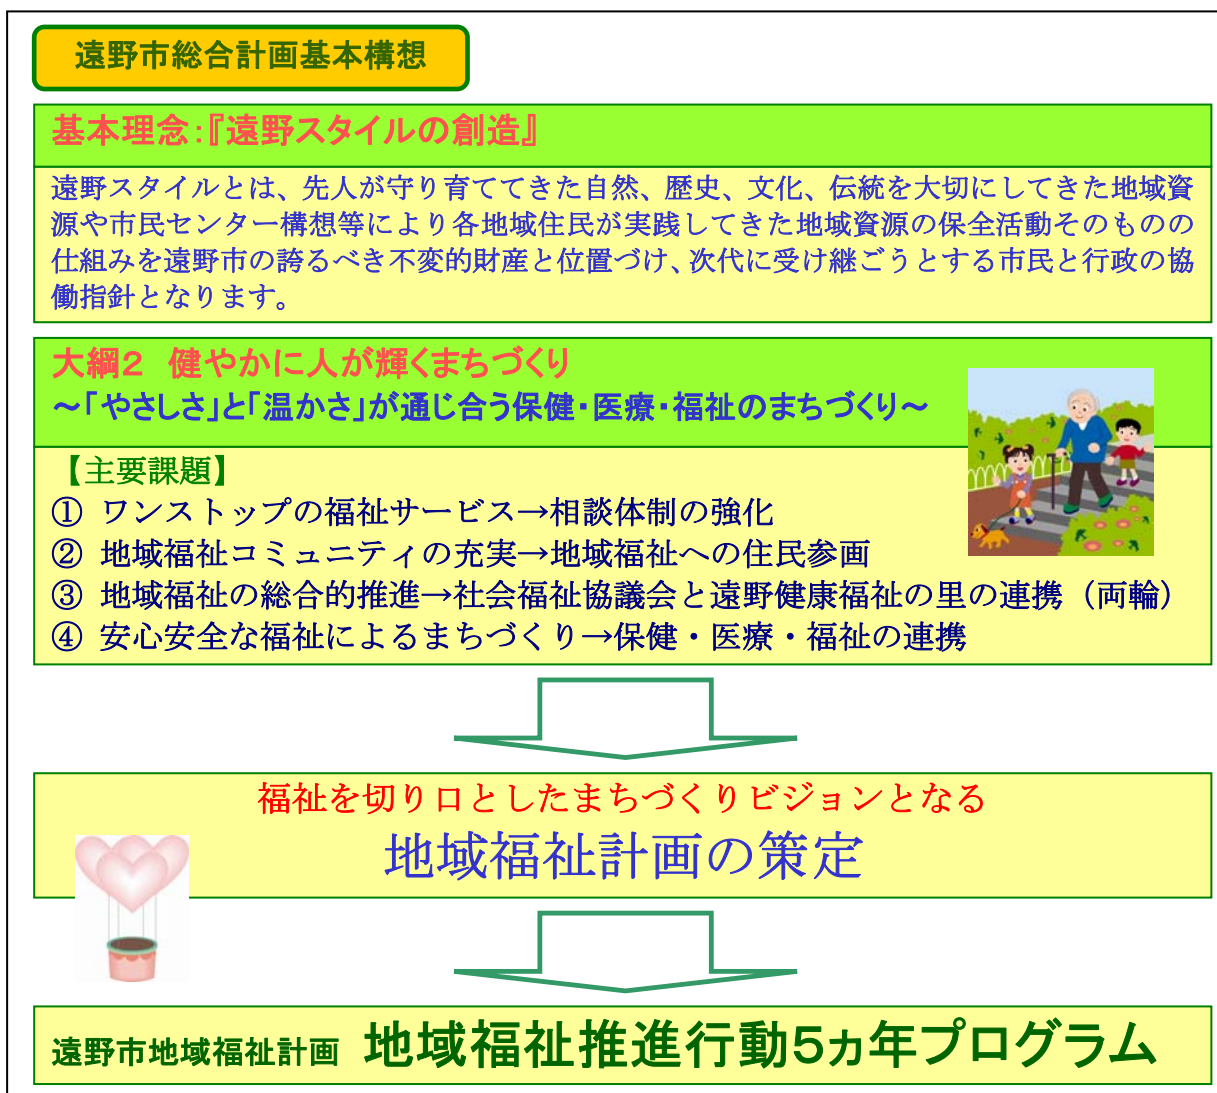 遠野市総合計画基本構想
基本理念：『遠野スタイルの創造』
遠野スタイルとは、先人が守り育ててきた自然、歴史、文化、伝統を大切にしてきた地域資
源や市民センター構想等により各地域住民が実践してきた地域資源の保全活動そのものの
仕組みを遠野市の誇るべき不変的財産と位置づけ、次代に受け継ごうとする市民と行政の協
働指針となります。
大綱２　健やかに人が輝くまちづくり
～「やさしさ」と「温かさ」が通じ合う保健・医療・福祉のまちづくり～
【主要課題】
① ワンストップの福祉サービス→相談体制の強化
② 地域福祉コミュニティの充実→地域福祉への住民参画
③ 地域福祉の総合的推進→社会福祉協議会と遠野健康福祉の里の連携（両輪）
④ 安心安全な福祉によるまちづくり→保健・医療・福祉の連携
福祉を切り口としたまちづくりビジョンとなる
地域福祉計画の策定
遠野市地域福祉計画 地域福祉推進行動５ヵ年プログラム